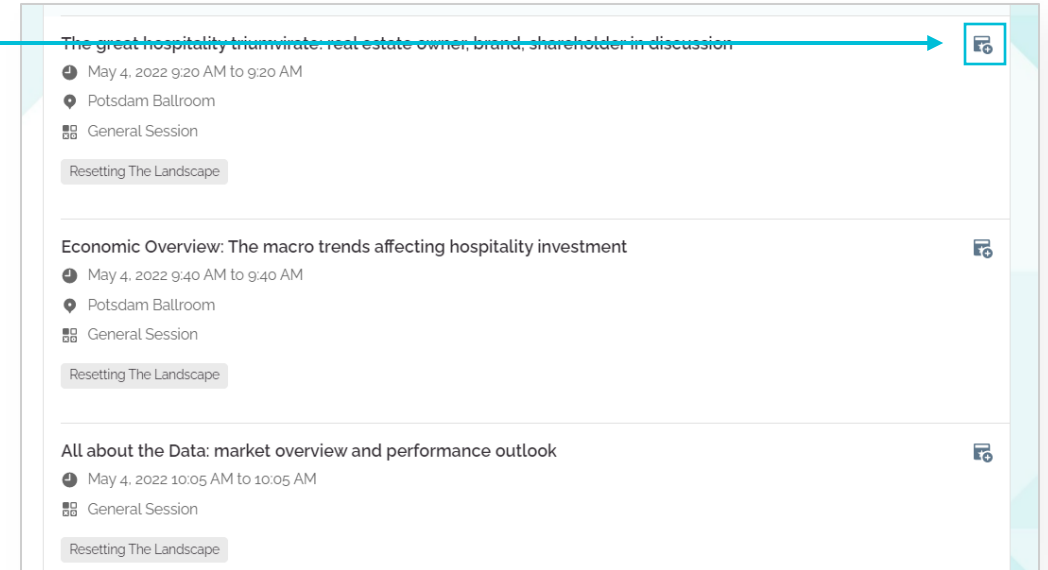 The great hospitality triumvirate: real estate owner, brand, shareholder in discussion
May 4, 2022 9:20 AM to 9:20 AM
Potsdam Ballroom
General Session
Resetting The Landscape
Economic Overview: The macro trends affecting hospitality investment
May 4, 2022 9:40 AM to 9:40 AM
Potsdam Ballroom
General Session
Resetting The Landscape
All about the Data: market overview and performance outlook
May 4, 2022 10:05 AM to 10:05 AM
General Session
Resetting The Landscape